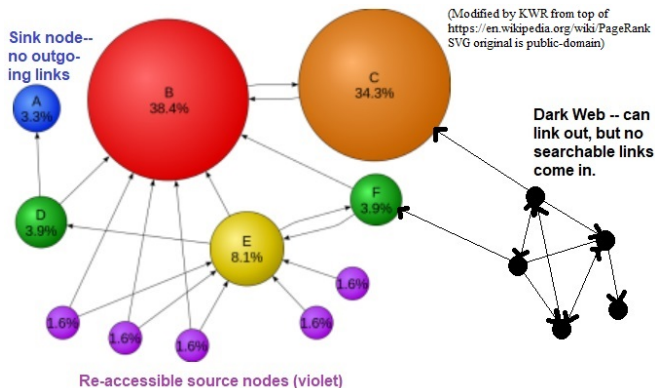 Sink node--
no outgo-
ing links
(Modified by KWR from top of
https://en.wikipedia.org/wiki/PageRank
SVG original is public-domain)
A
3.3%
B
38.4%
C
34.3%
Dark Web -- can
link out, but no
searchable links
come in.
D
3.9%
E
8.1%
F
3.9%
1.6%
1.6%
1.6%
1.6%
1.6%
Re-accessible source nodes (violet)